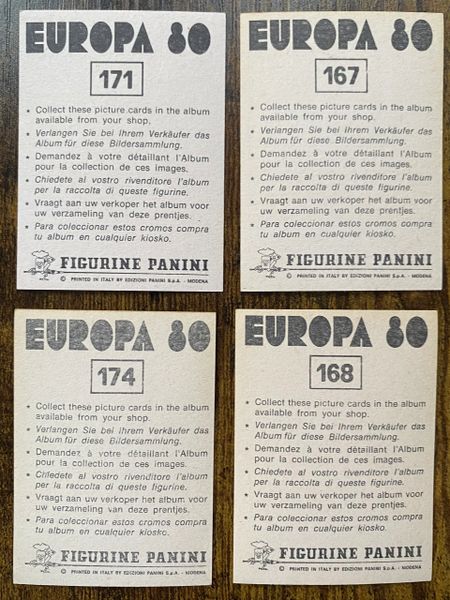 EUROPA 80
171
* Collect these picture cards in the album
available from your shop.
* Verlangen Sie bei Ihrem Verkäufer das
Album für diese Bildersammlung.
* Demandez à votre détaillant l'Album
pour la collection de ces images.
* Chiedete al vostro rivenditore l'album
per la raccolta di queste figurine.
* Vraagt aan uw verkoper het album voor
uw verzameling van deze prentjes.
* Para coleccionar estos cromos compra
tu album en cualquier kiosko.
FIGURINE PANINI
© PRINTED IN ITALY BY EDIZIONI PANINI S.p.A. - MODENA
EUROPA 80
167
* Collect these picture cards in the album
available from your shop.
* Verlangen Sie bei Ihrem Verkäufer das
Album für diese Bildersammlung.
* Demandez à votre détaillant l'Album
pour la collection de ces images.
* Chiedete al vostro rivenditore l'album
per la raccolta di queste figurine.
* Vraagt aan uw verkoper het album voor
uw verzameling van deze prentjes.
* Para coleccionar estos cromos compra
tu album en cualquier kiosko.
FIGURINE PANINI
© PRINTED IN ITALY BY EDIZIONI PANINI S.p.A. - MODENA
EUROPA 80
174
* Collect these picture cards in the album
available from your shop.
* Verlangen Sie bei Ihrem Verkäufer das
Album für diese Bildersammlung.
* Demandez à votre détaillant l'Album
pour la collection de ces images.
* Chiedete al vostro rivenditore l'album
per la raccolta di queste figurine.
* Vraagt aan uw verkoper het album voor
uw verzameling van deze prentjes.
* Para coleccionar estos cromos compra
tu album en cualquier kiosko.
FIGURINE PANINI
© PRINTED IN ITALY BY EDIZIONI PANINI S.p.A. - MODENA
EUROPA 80
168
* Collect these picture cards in the album
available from your shop.
* Verlangen Sie bei Ihrem Verkäufer das
Album für diese Bildersammlung.
* Demandez à votre détaillant l'Album
pour la collection de ces images.
* Chiedete al vostro rivenditore l'album
per la raccolta di queste figurine.
* Vraagt aan uw verkoper het album voor
uw verzameling van deze prentjes.
* Para coleccionar estos cromos compra
tu album en cualquier kiosko.
FIGURINE PANINI
© PRINTED IN ITALY BY EDIZIONI PANINI S.p.A. - MODENA